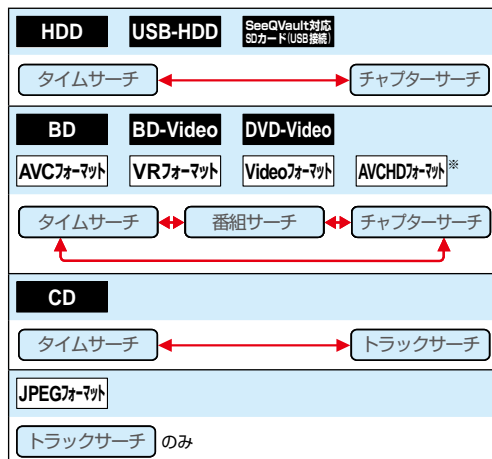 HDD USB-HDD SeeQVault対応
SDカード(USB接続)
タイムサーチ チャプターサーチ
BD BD-Video DVD-Video
AVCフォーマット VRフォーマット Videoフォーマット AVCHDフォーマット※
タイムサーチ 番組サーチ チャプターサーチ
CD
タイムサーチ トラックサーチ
JPEGフォーマット
トラックサーチ のみ